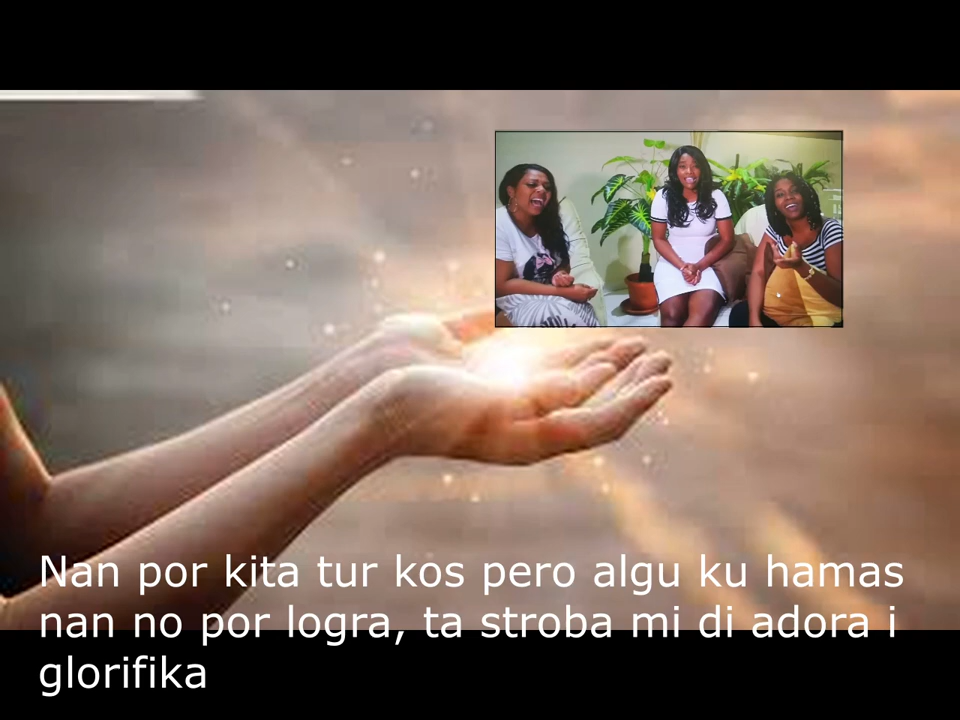 Nan por kita tur kos pero algu ku hamas
nan no por logra, ta stroba mi di adora i
glorifika